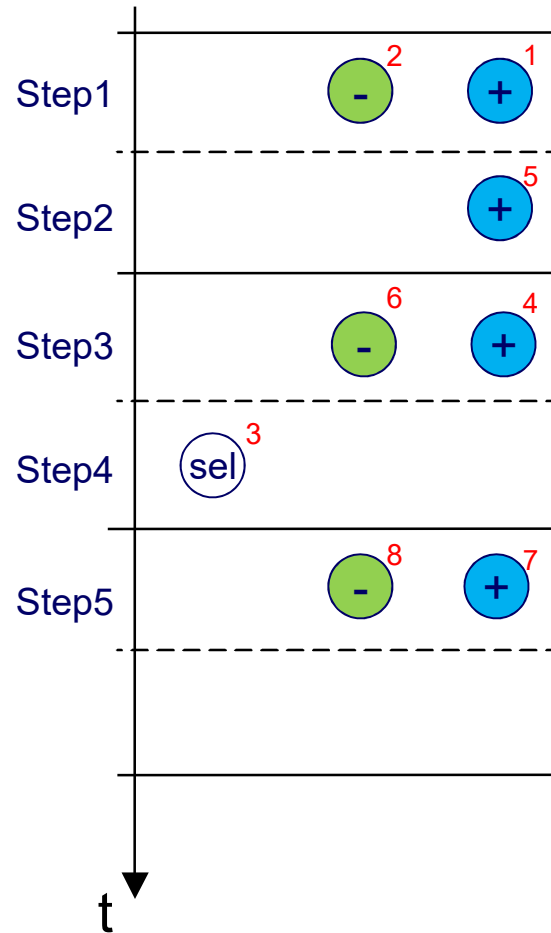 2 1
Step1 - +
5
Step2 +
6 4
Step3 - +
3
Step4 sel
8 7
Step5 - +
t